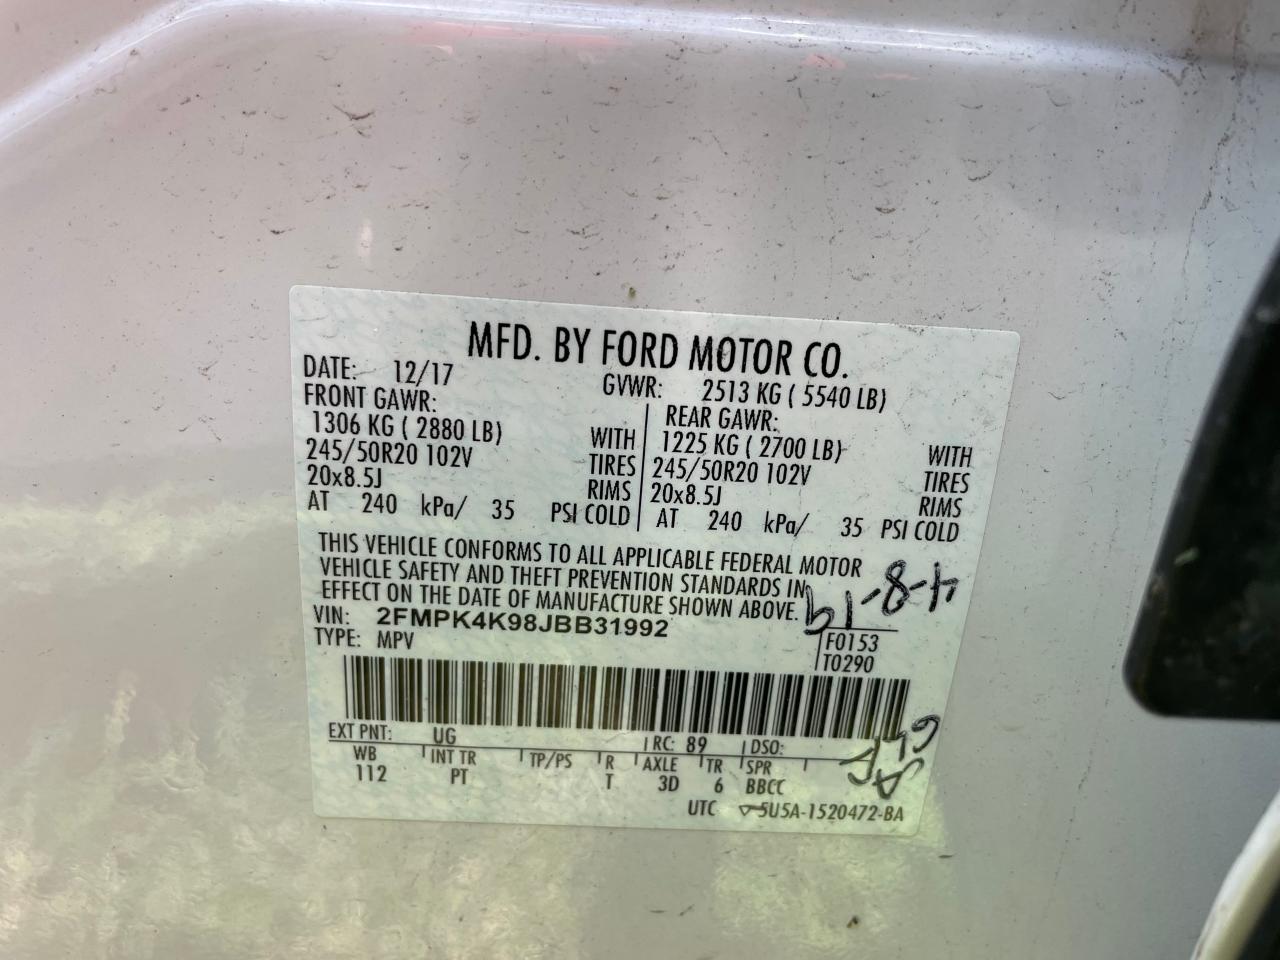 MFD. BY FORD MOTOR CO.
DATE: 12/17 GVWR: 2513 KG ( 5540 LB)
FRONT GAWR: REAR GAWR:
1306 KG ( 2880 LB) WITH 1225 KG ( 2700 LB) WITH
245/50R20 102V TIRES 245/50R20 102V TIRES
20x8.5J RIMS 20x8.5J RIMS
AT 240 kPa/ 35 PSI COLD AT 240 kPa/ 35 PSI COLD
THIS VEHICLE CONFORMS TO ALL APPLICABLE FEDERAL MOTOR
VEHICLE SAFETY AND THEFT PREVENTION STANDARDS IN
EFFECT ON THE DATE OF MANUFACTURE SHOWN ABOVE.
VIN: 2FMPK4K98JBB31992
TYPE: MPV
F0153
T0290
EXT PNT: UG RC: 89 DSO:
WB INT TR TP/PS R AXLE TR SPR
112 PT T 3D 6 BBCC
UTC 5U5A-1520472-BA